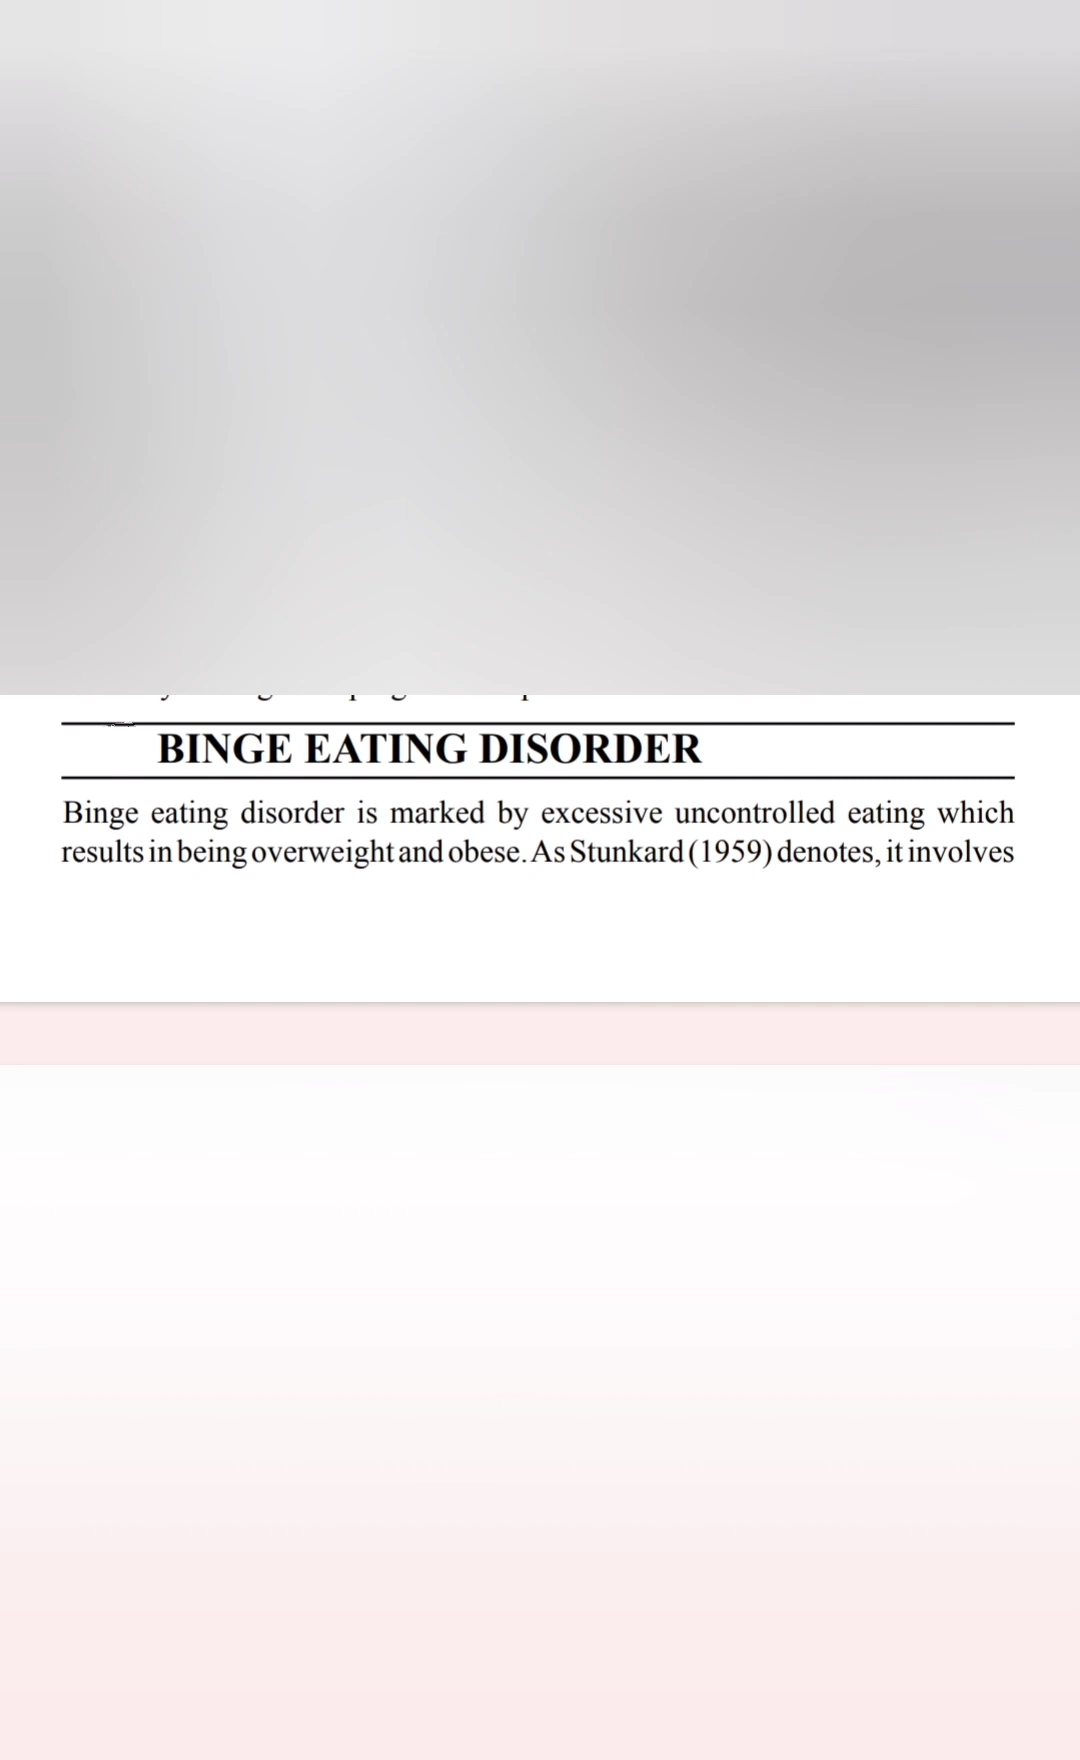 BINGE EATING DISORDER
Binge eating disorder is marked by excessive uncontrolled eating which
results in being overweight and obese. As Stunkard (1959) denotes, it involves